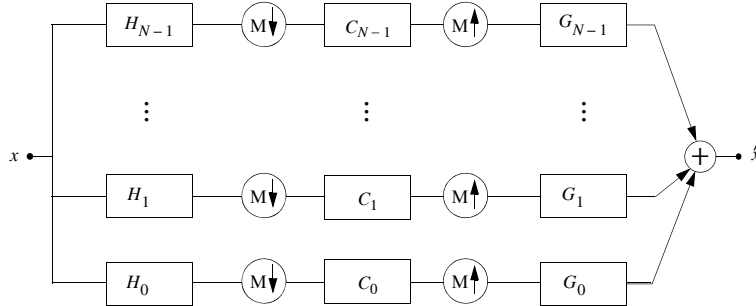 H_{N-1} M C_{N-1} M G_{N-1}
x
H_1 M C_1 M G_1
H_0 M C_0 M G_0